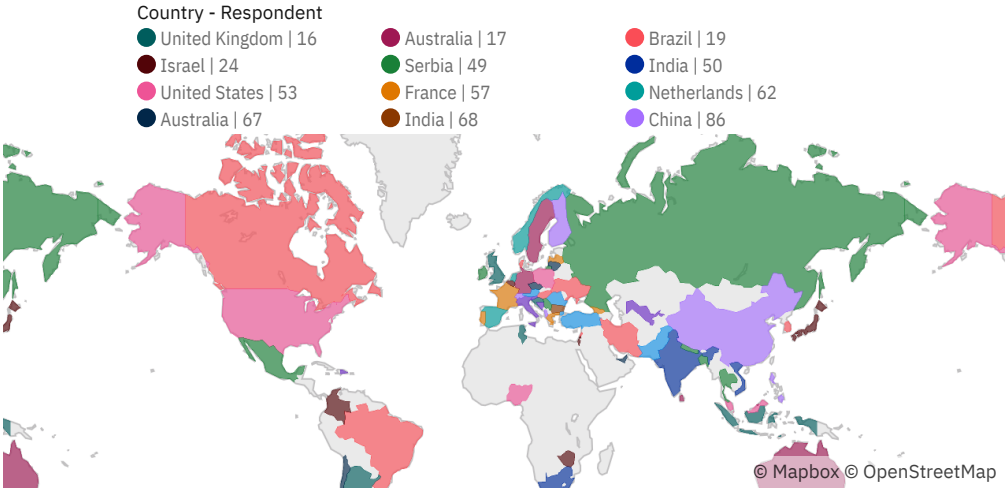 Country - Respondent
United Kingdom | 16
Australia | 17
Brazil | 19
Israel | 24
Serbia | 49
India | 50
United States | 53
France | 57
Netherlands | 62
Australia | 67
India | 68
China | 86
© Mapbox © OpenStreetMap